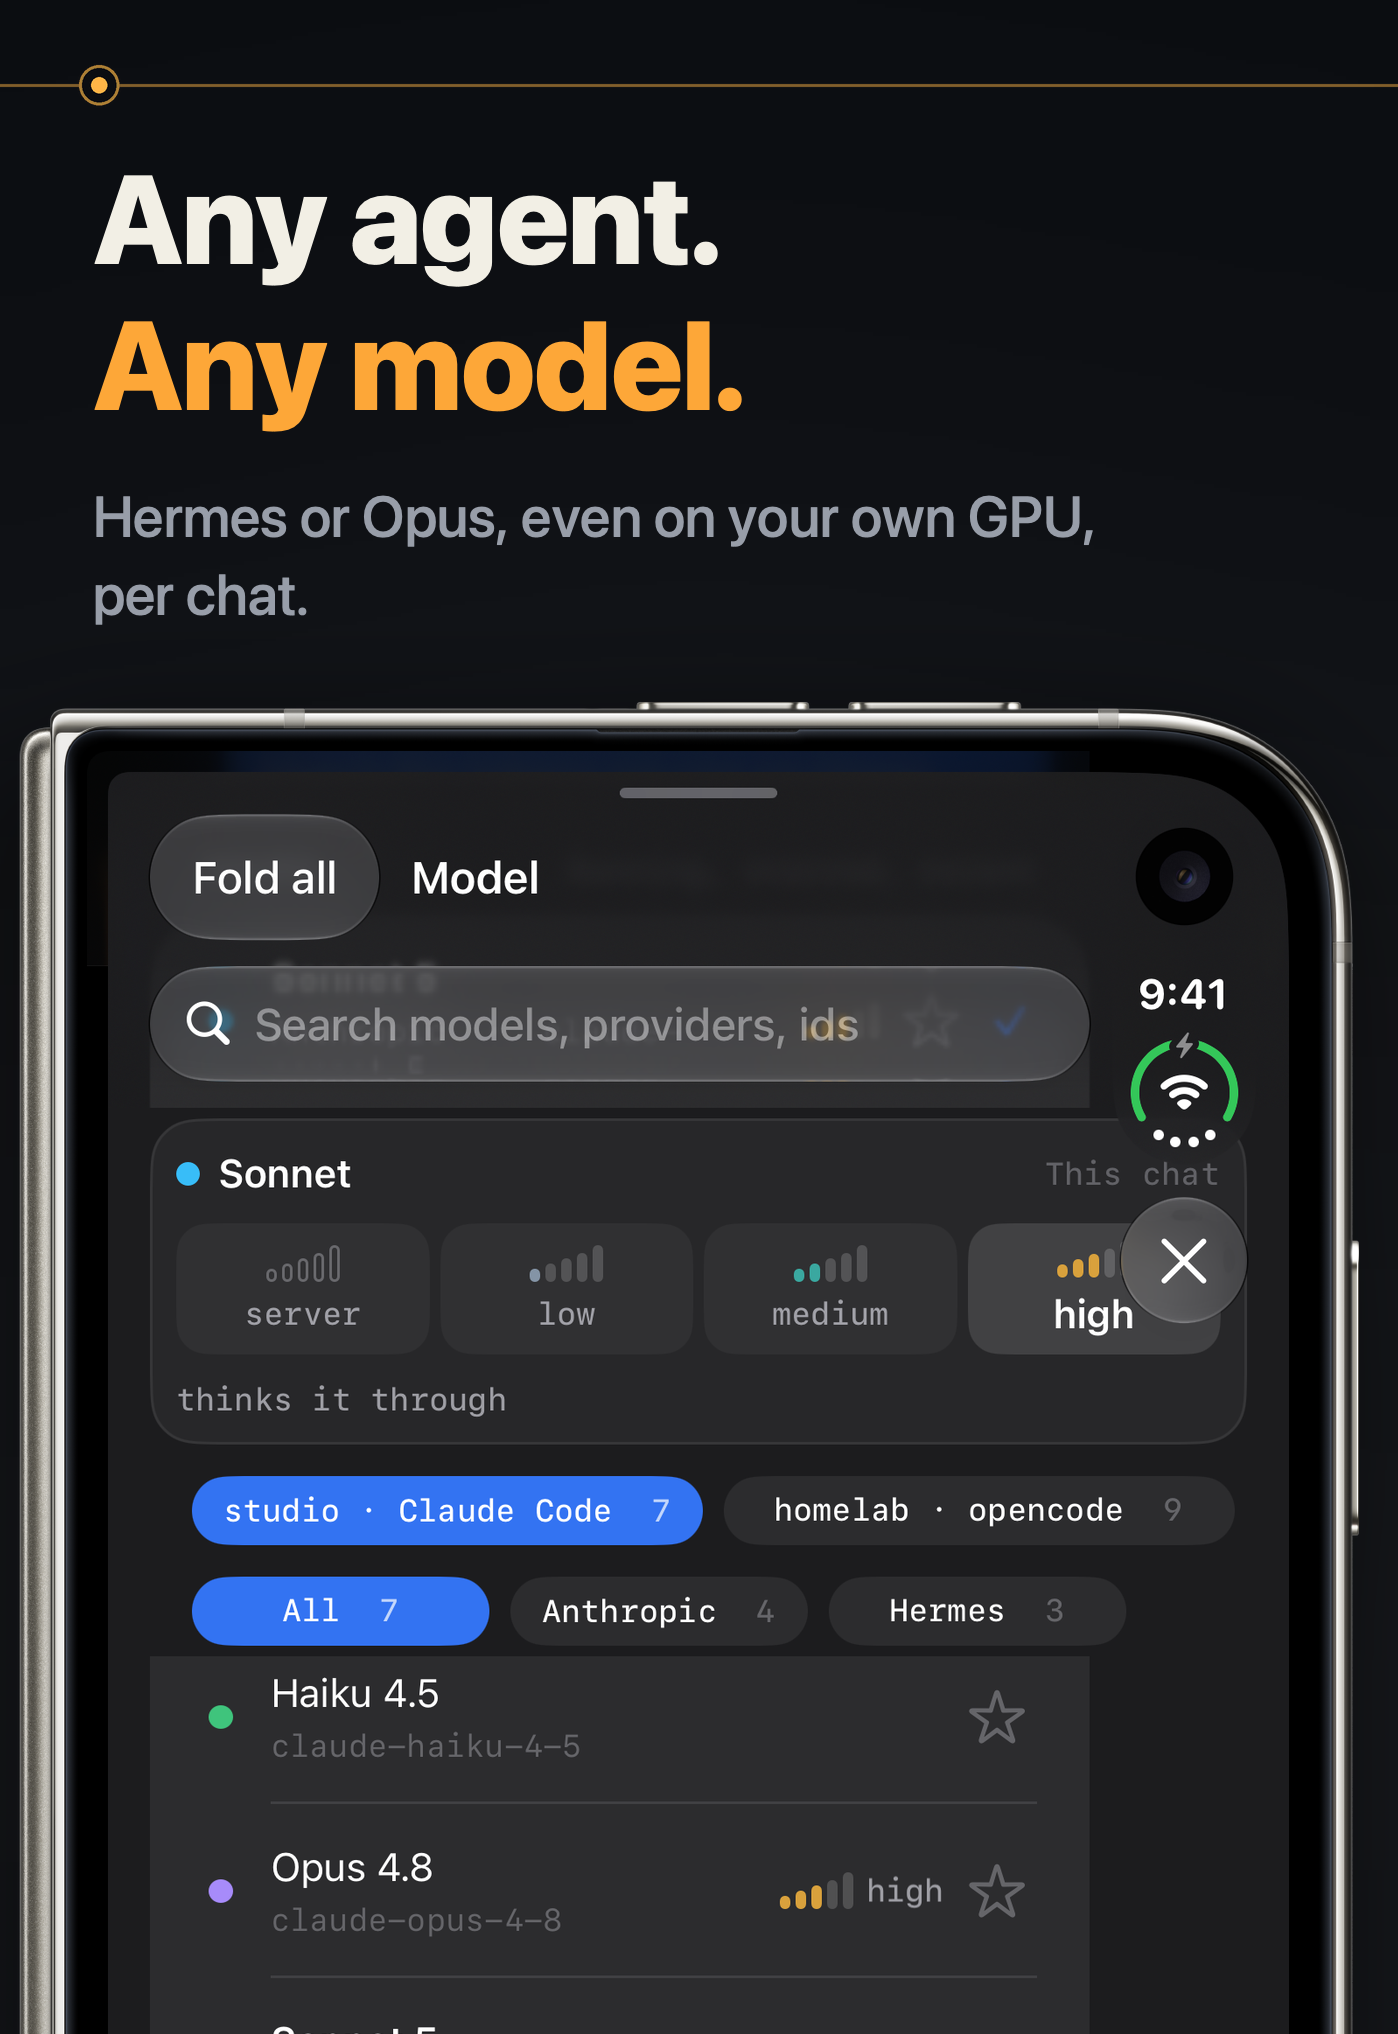 Any agent.
Any model.
Hermes or Opus, even on your own GPU,
per chat.
Fold all
Model
Search models, providers, ids
9:41
Sonnet
This chat
server
low
medium
high
thinks it through
studio · Claude Code 7
homelab · opencode 9
All 7
Anthropic 4
Hermes 3
Haiku 4.5
claude-haiku-4-5
Opus 4.8
claude-opus-4-8
high